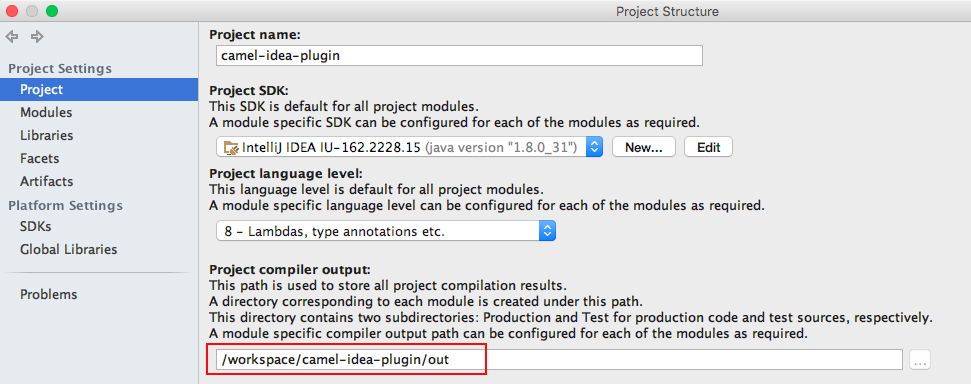 Project Structure
Project Settings
Project
Modules
Libraries
Facets
Artifacts
Platform Settings
SDKs
Global Libraries
Problems
Project name:
camel-idea-plugin
Project SDK:
This SDK is default for all project modules.
A module specific SDK can be configured for each of the modules as required.
IntelliJ IDEA IU-162.2228.15 (java version "1.8.0_31") New... Edit
Project language level:
This language level is default for all project modules.
A module specific language level can be configured for each of the modules as required.
8 - Lambdas, type annotations etc.
Project compiler output:
This path is used to store all project compilation results.
A directory corresponding to each module is created under this path.
This directory contains two subdirectories: Production and Test for production code and test sources, respectively.
A module specific compiler output path can be configured for each of the modules as required.
/workspace/camel-idea-plugin/out ...